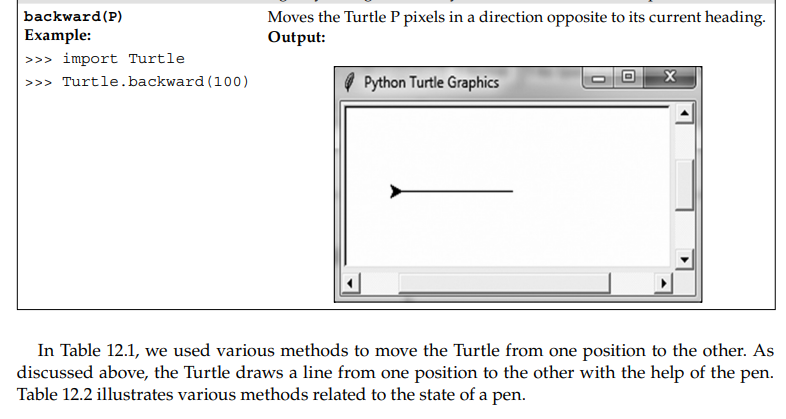 backward(P)
Moves the Turtle P pixels in a direction opposite to its current heading.
Example:
Output:
>>> import Turtle
>>> Turtle.backward(100)
Python Turtle Graphics
In Table 12.1, we used various methods to move the Turtle from one position to the other. As
discussed above, the Turtle draws a line from one position to the other with the help of the pen.
Table 12.2 illustrates various methods related to the state of a pen.